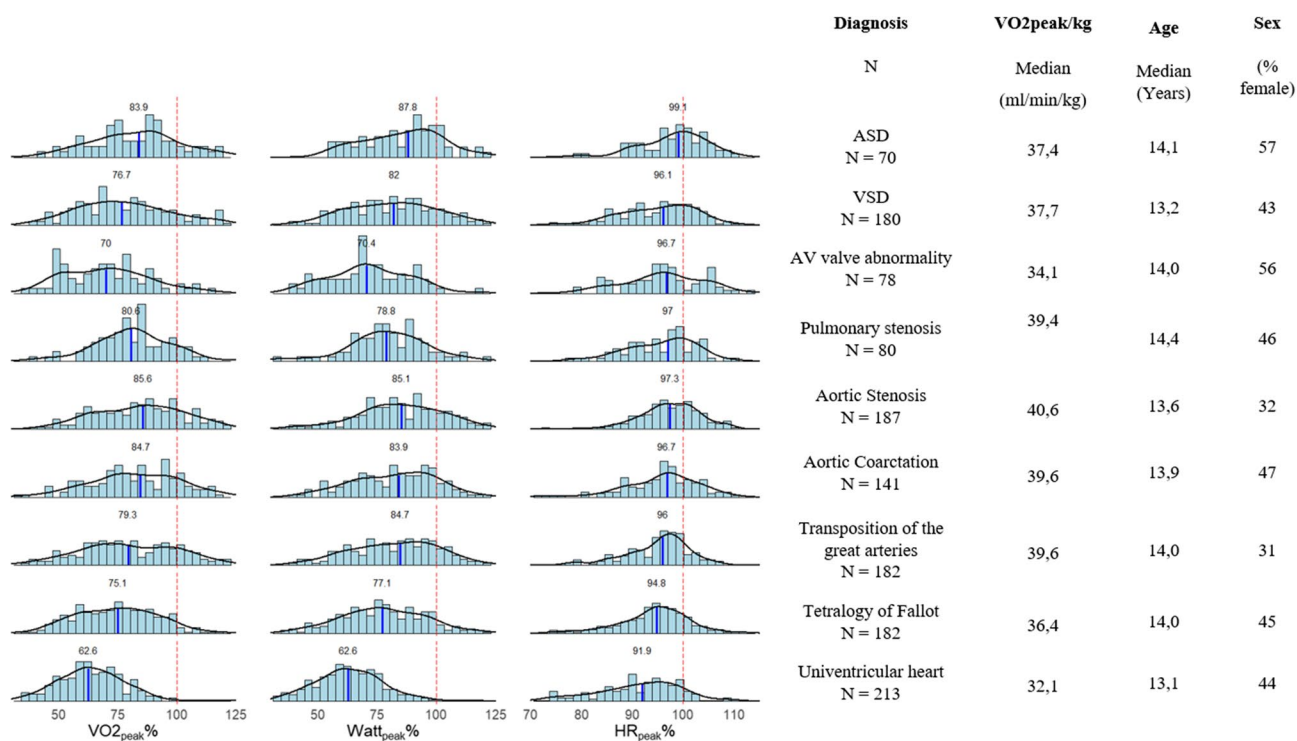 Diagnosis VO2peak/kg Age Sex
N Median Median (%
(ml/min/kg) (Years) female)
83.9 87.8 99.1
ASD 37,4 14,1 57
N = 70
76.7 82 96.1
VSD 37,7 13,2 43
N = 180
70 70.4 96.7
AV valve abnormality 34,1 14,0 56
N = 78
80.6 78.8 97
Pulmonary stenosis 39,4 14,4 46
N = 80
85.6 85.1 97.3
Aortic Stenosis 40,6 13,6 32
N = 187
84.7 83.9 96.7
Aortic Coarctation 39,6 13,9 47
N = 141
79.3 84.7 96
Transposition of the
great arteries 39,6 14,0 31
N = 182
75.1 77.1 94.8
Tetralogy of Fallot 36,4 14,0 45
N = 182
62.6 62.6 91.9
Univentricular heart 32,1 13,1 44
N = 213
50 75 100 125 50 75 100 125 70 80 90 100 110
VO2peak% Wattpeak% HRpeak%